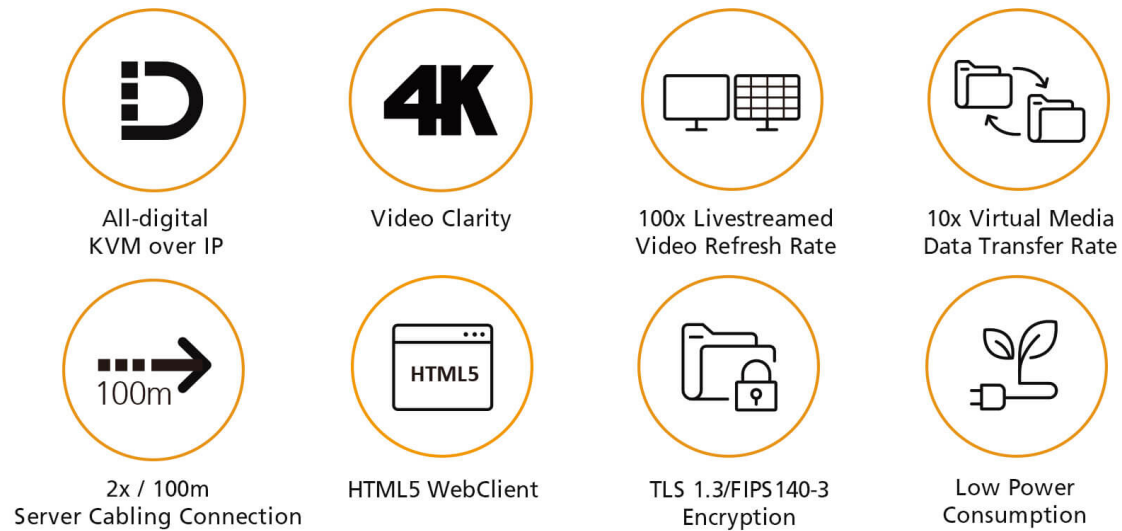 4K
All-digital
KVM over IP
Video Clarity
100x Livestreamed
Video Refresh Rate
10x Virtual Media
Data Transfer Rate
100m
HTML5
2x / 100m
Server Cabling Connection
HTML5 WebClient
TLS 1.3/FIPS140-3
Encryption
Low Power
Consumption